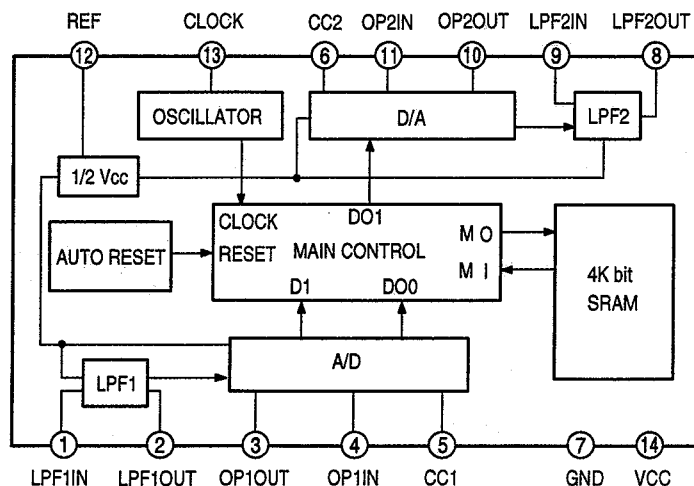 REF CLOCK CC2 OP2IN OP2OUT LPF2IN LPF2OUT
12 13 6 11 10 9 8
OSCILLATOR D/A LPF2
1/2 Vcc
CLOCK DO1
AUTO RESET RESET MAIN CONTROL M O
M I
4K bit
SRAM
D1 DO0
A/D
LPF1
1 2 3 4 5 7 14
LPF1IN LPF1OUT OP1OUT OP1IN CC1 GND VCC